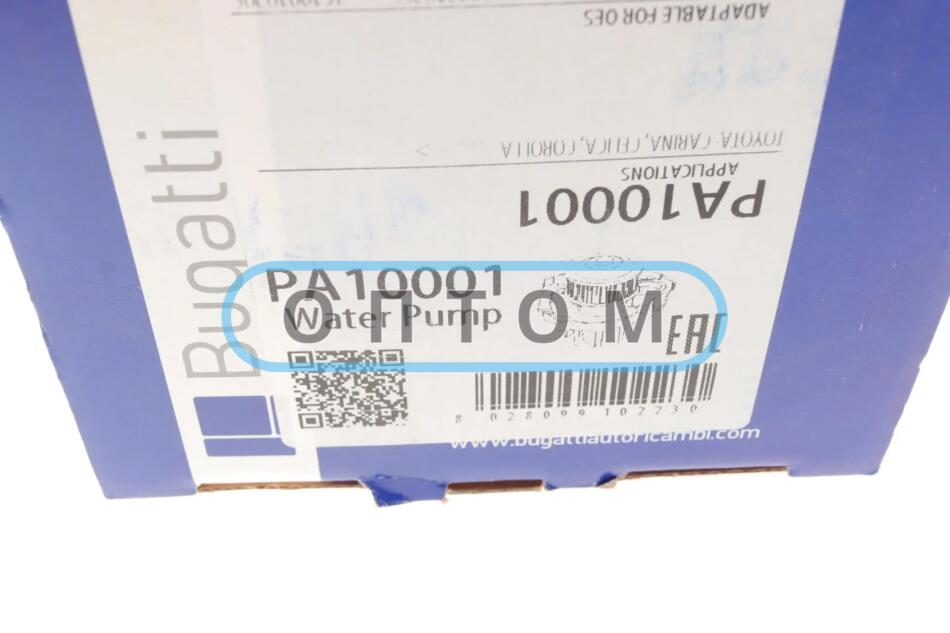 ADAPTABLE FOR OES
TOYOTA-CARINA, CELICA, COROLLA .... >
APPLICATIONS
PA10001
Bugatti
PA10001
Water Pump
ОПТОМ
EAC
8 028099 102230
www.bugattiautoricambi.com